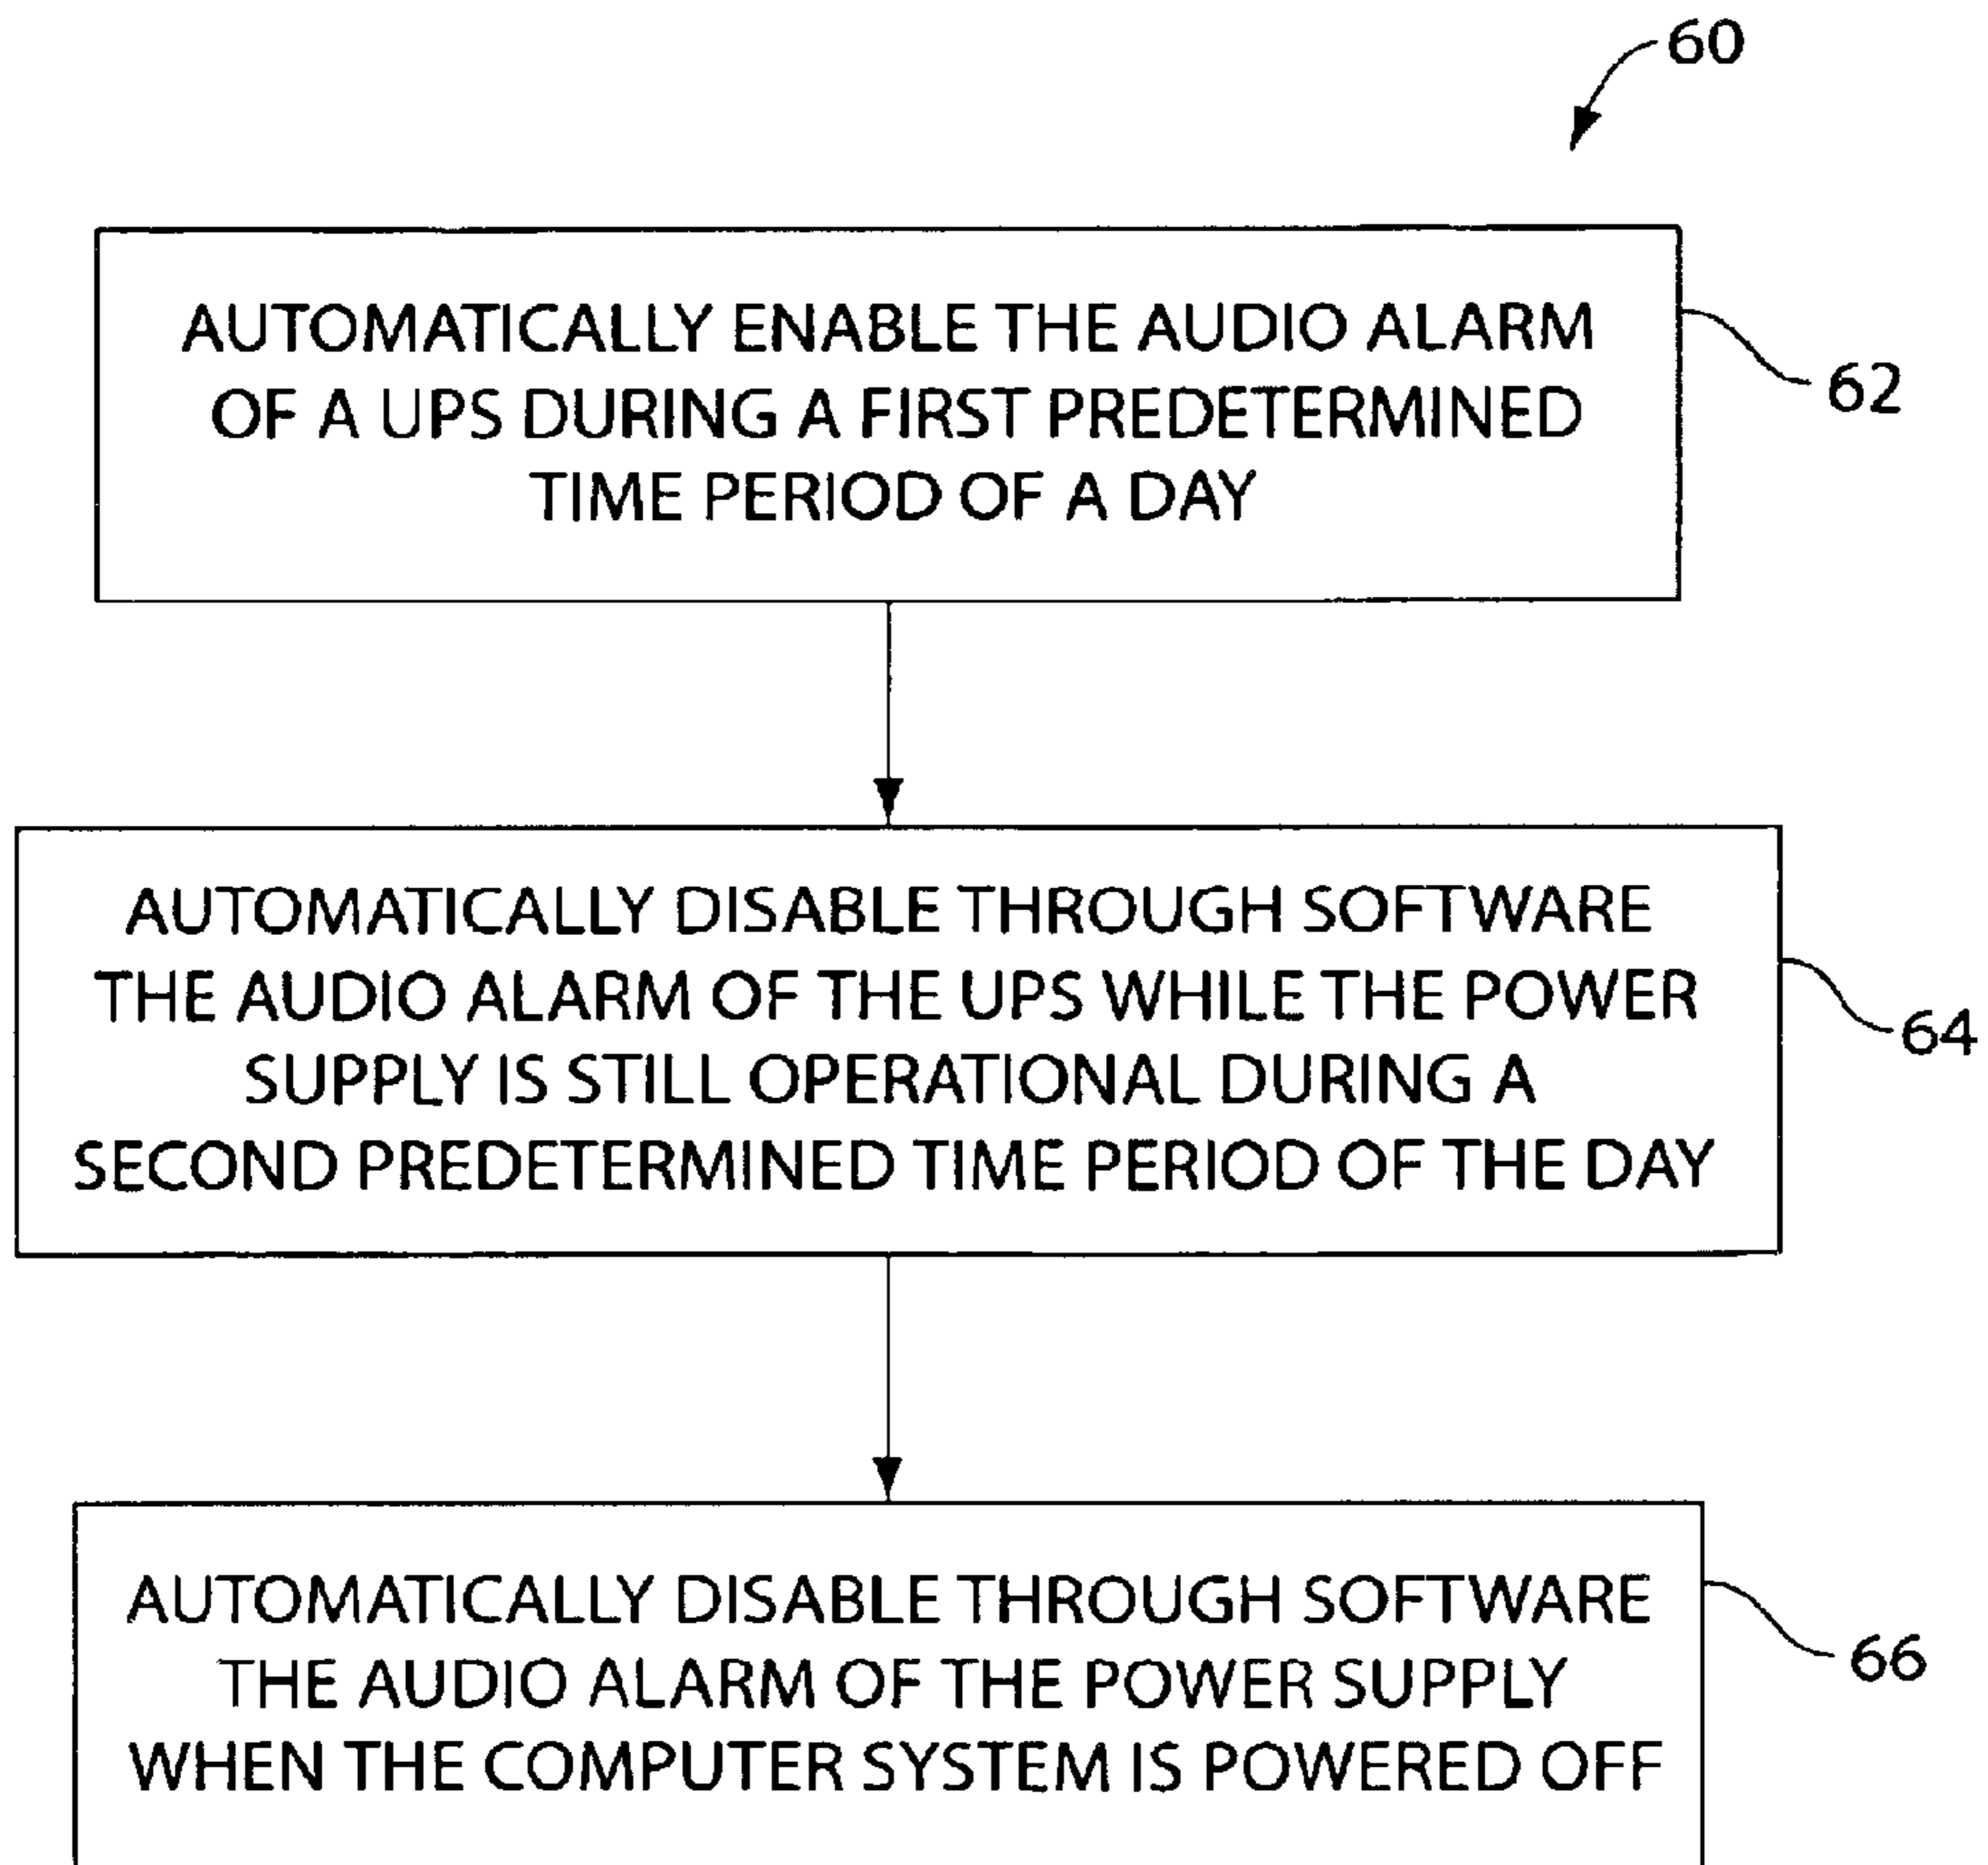 60
AUTOMATICALLY ENABLE THE AUDIO ALARM
OF A UPS DURING A FIRST PREDETERMINED
TIME PERIOD OF A DAY
62
AUTOMATICALLY DISABLE THROUGH SOFTWARE
THE AUDIO ALARM OF THE UPS WHILE THE POWER
SUPPLY IS STILL OPERATIONAL DURING A
SECOND PREDETERMINED TIME PERIOD OF THE DAY
64
AUTOMATICALLY DISABLE THROUGH SOFTWARE
THE AUDIO ALARM OF THE POWER SUPPLY
WHEN THE COMPUTER SYSTEM IS POWERED OFF
66